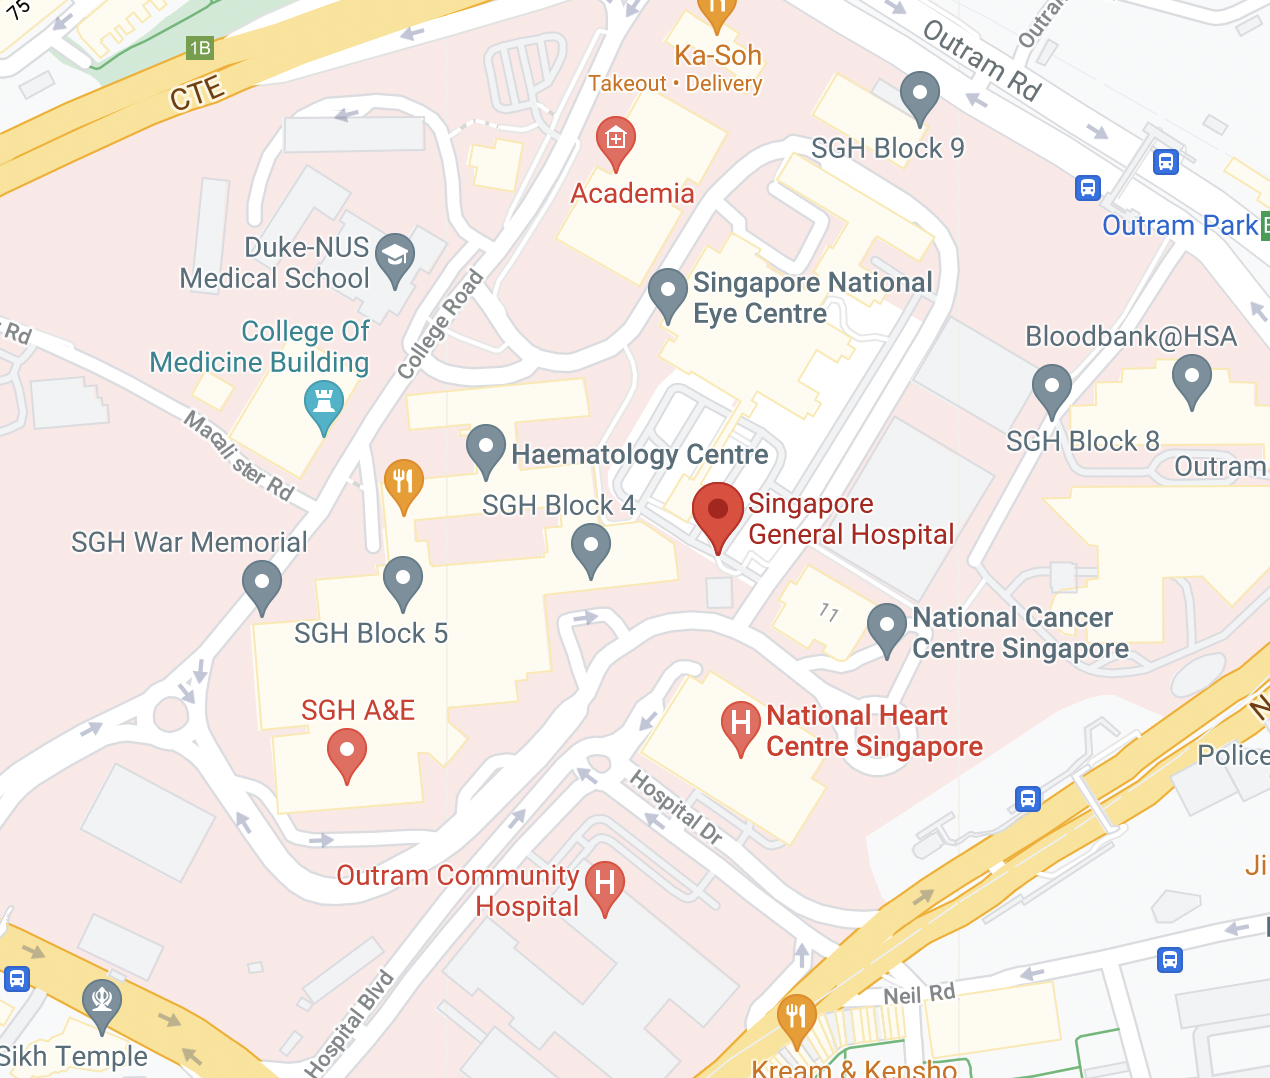 75
1B
CTE
Ka-Soh
Takeout • Delivery
Outram Rd
SGH Block 9
Academia
Outram Park
Duke-NUS
Medical School
Singapore National
Eye Centre
College Road
College Of
Medicine Building
Rd
Bloodbank@HSA
Macalister Rd
Haematology Centre
SGH Block 8
Outram
SGH Block 4
Singapore
General Hospital
SGH War Memorial
11
SGH Block 5
National Cancer
Centre Singapore
SGH A&E
H
National Heart
Centre Singapore
Police
Hospital Dr
Outram Community
Hospital
H
Neil Rd
Hospital Blvd
Sikh Temple
Kream & Kensho